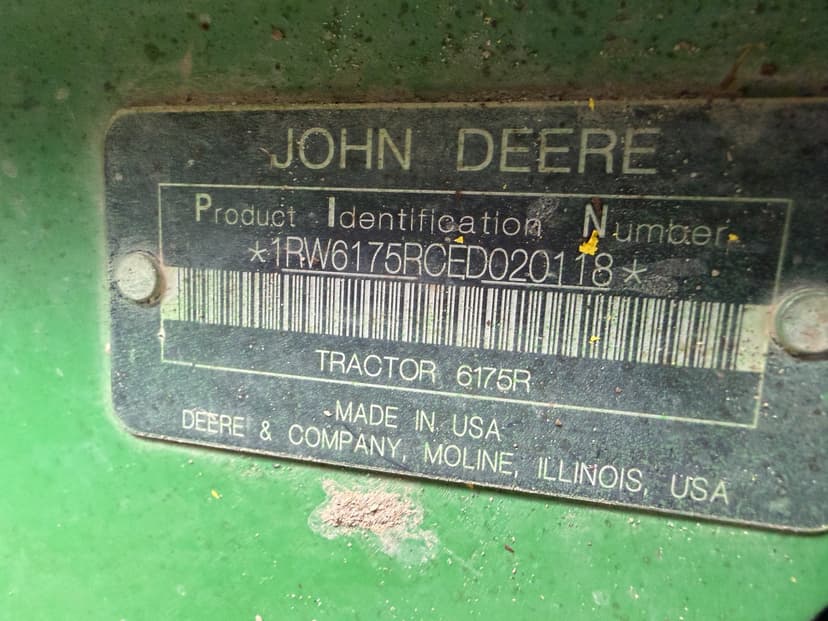 JOHN DEERE
Product Identification Number
*1RW6175RCED020118*
TRACTOR 6175R
MADE IN USA
DEERE & COMPANY, MOLINE, ILLINOIS, USA